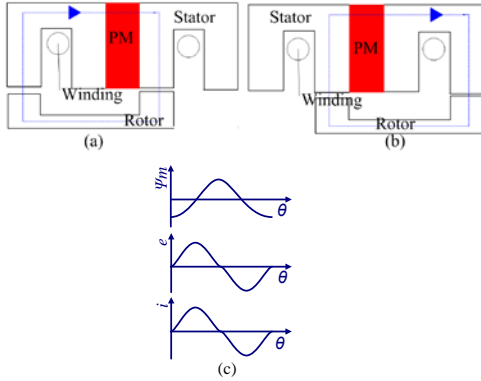 PM
Stator
Winding
Rotor
(a)
Stator
PM
Winding
Rotor
(b)
Ψm
θ
e
θ
i
θ
(c)